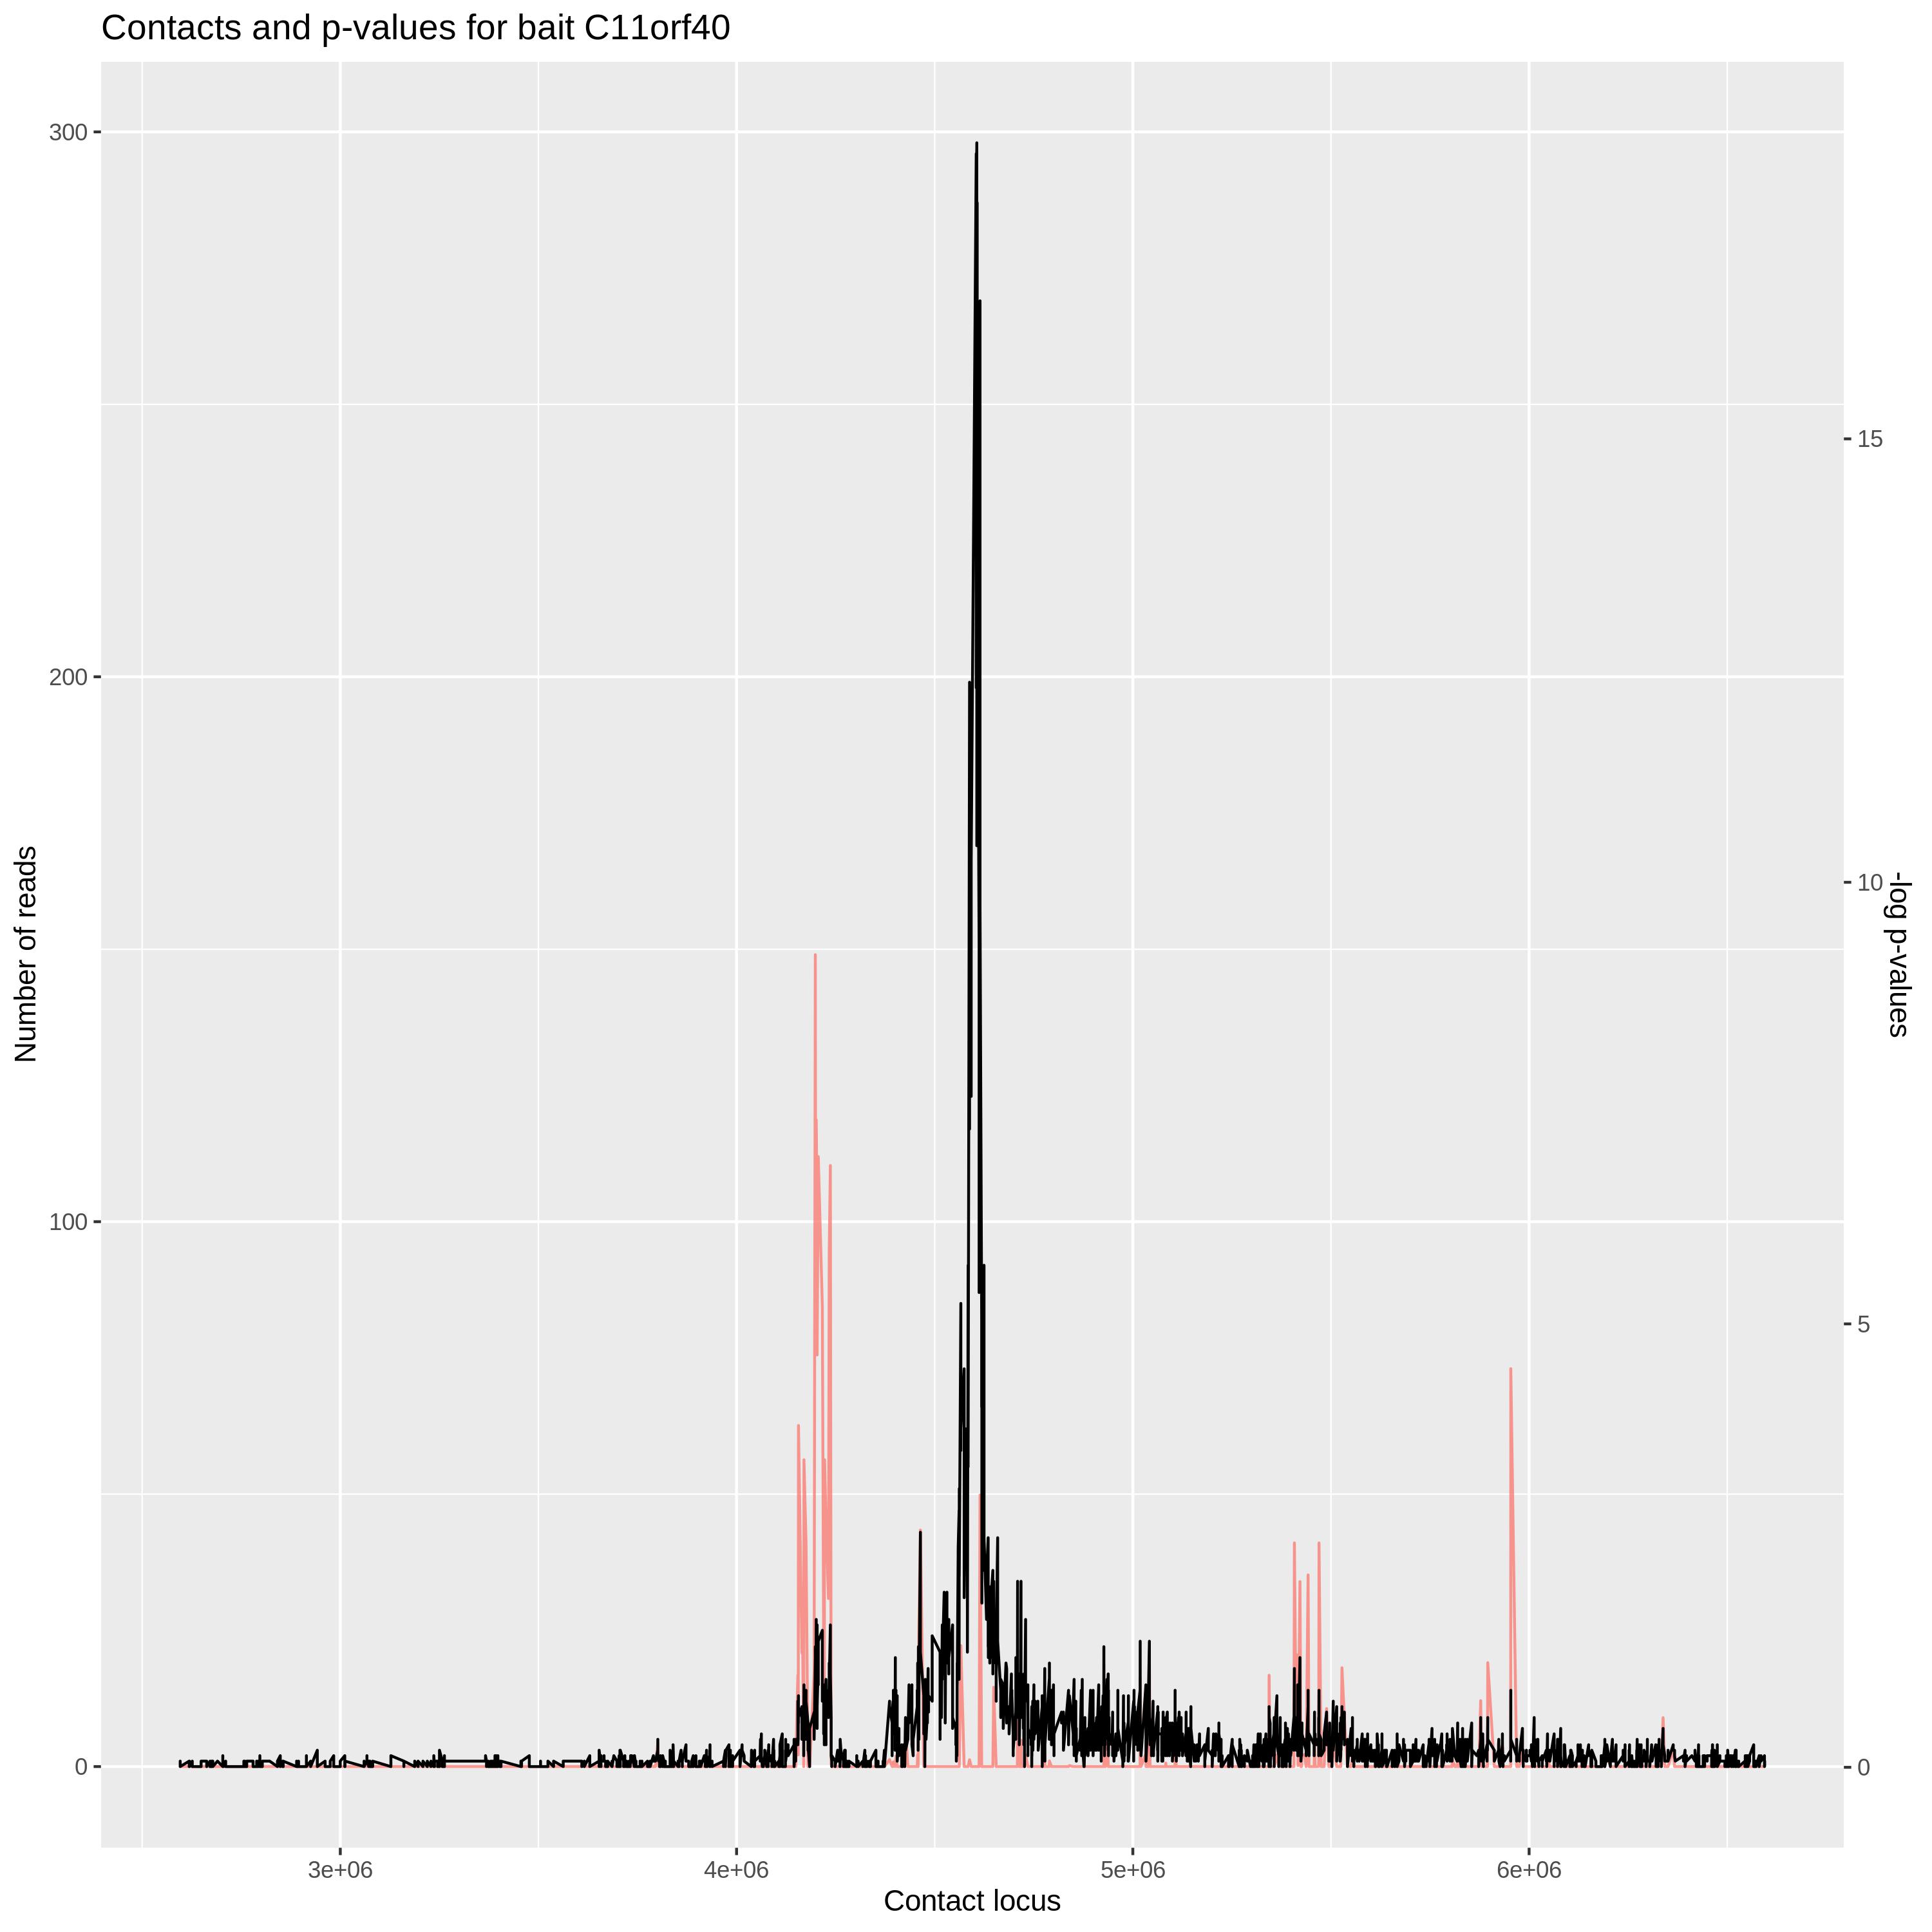 Contacts and p-values for bait C11orf40
300
200
100
0
Number of reads
15
10
5
0
-log p-values
3e+06
4e+06
5e+06
6e+06
Contact locus